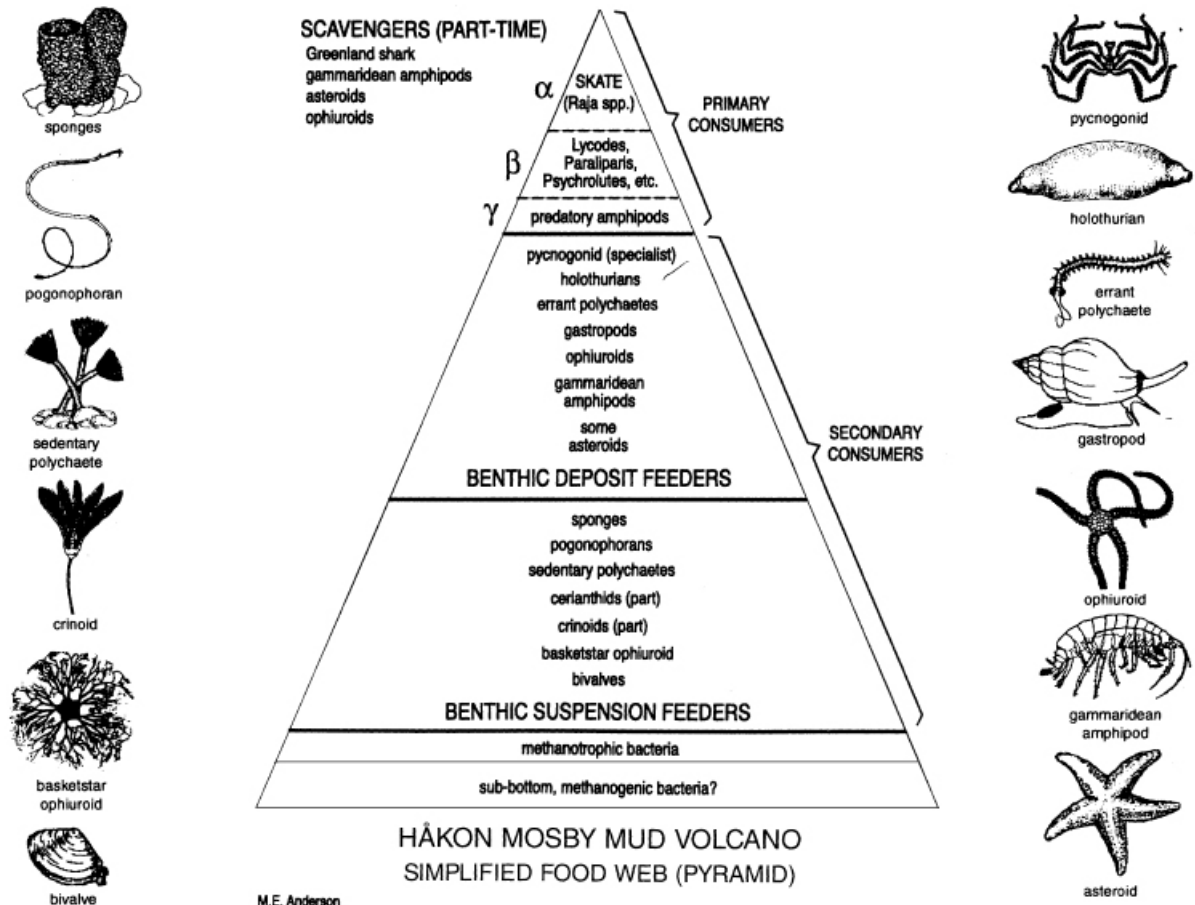 SCAVENGERS (PART-TIME)
Greenland shark
gammaridean amphipods
asteroids
ophiuroids
α
SKATE
(Raja spp.)
β
Lycodes,
Paraliparis,
Psychrolutes, etc.
γ
predatory amphipods
PRIMARY
CONSUMERS
pycnogonid (specialist)
holothurians
errant polychaetes
gastropods
ophiuroids
gammaridean
amphipods
some
asteroids
BENTHIC DEPOSIT FEEDERS
SECONDARY
CONSUMERS
sponges
pogonophorans
sedentary polychaetes
cerianthids (part)
crinoids (part)
basketstar ophiuroid
bivalves
BENTHIC SUSPENSION FEEDERS
methanotrophic bacteria
sub-bottom, methanogenic bacteria?
HÅKON MOSBY MUD VOLCANO
SIMPLIFIED FOOD WEB (PYRAMID)
M.E. Anderson
sponges
pogonophoran
sedentary
polychaete
crinoid
basketstar
ophiuroid
bivalve
pycnogonid
holothurian
errant
polychaete
gastropod
ophiuroid
gammaridean
amphipod
asteroid